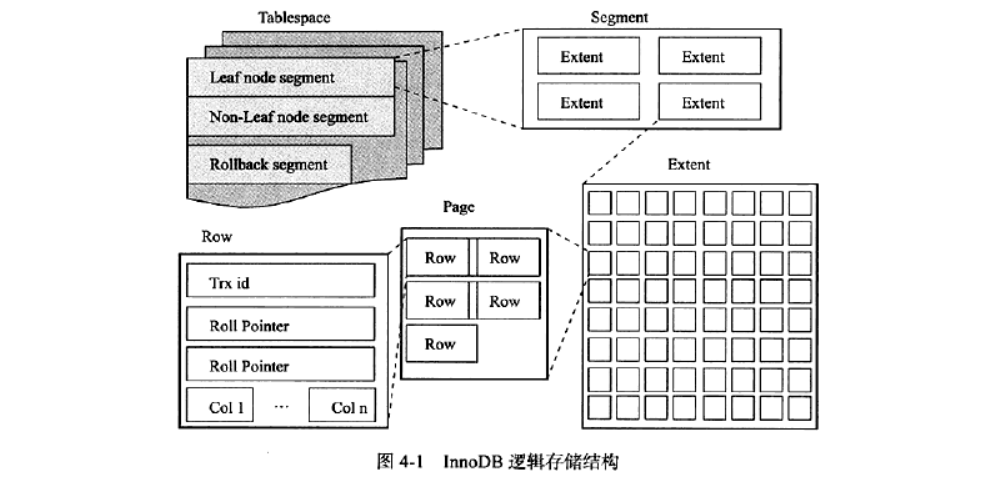 Tablespace
Leaf node segment
Non-Leaf node segment
Rollback segment
Segment
Extent Extent
Extent Extent
Extent
Page
Row Row
Row Row
Row
Row
Trx id
Roll Pointer
Roll Pointer
Col 1 ... Col n
图 4-1 InnoDB 逻辑存储结构